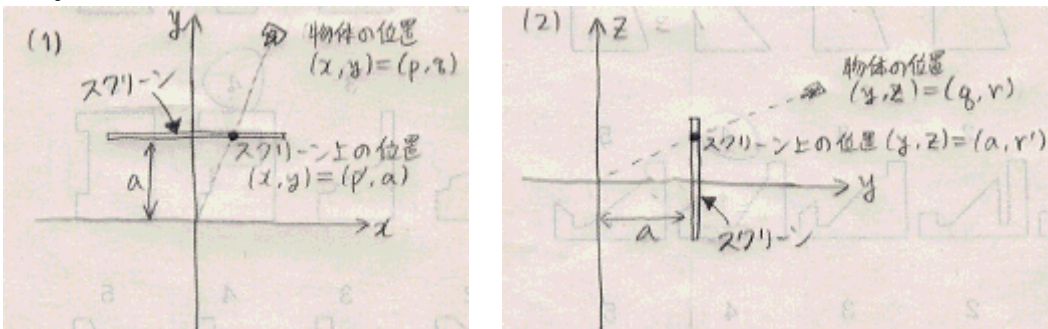 (1)
y
物体の位置
(x, y)=(p, q)
スクリーン
スクリーン上の位置
(x, y)=(p', a)
a
x
(2)
z
物体の位置
(y, z)=(q, r)
スクリーン上の位置 (y, z)=(a, r')
y
a
スクリーン